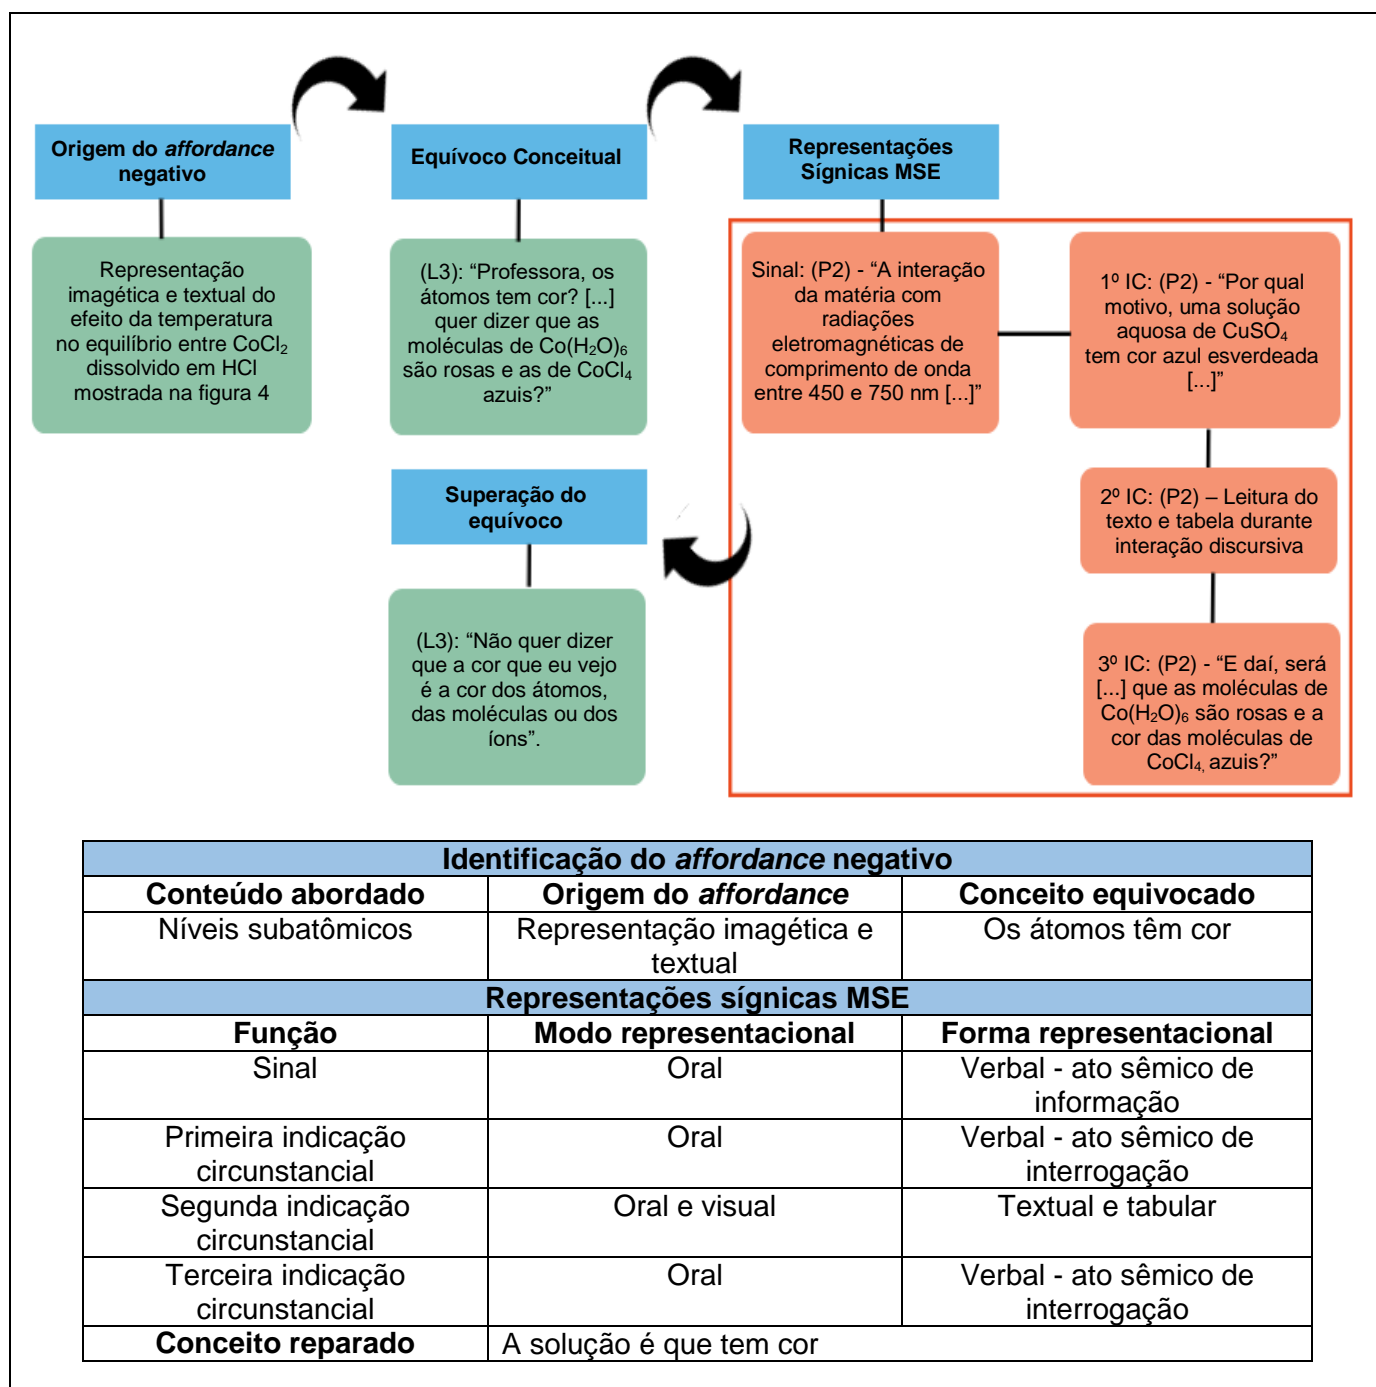 Origem do affordance
negativo
Equívoco Conceitual
Representações
Sígnicas MSE
Representação
imagética e textual do
efeito da temperatura
no equilíbrio entre CoCl₂
dissolvido em HCl
mostrada na figura 4
(L3): “Professora, os
átomos tem cor? [...]
quer dizer que as
moléculas de Co(H₂O)₆
são rosas e as de CoCl₄
azuis?”
Sinal: (P2) - “A interação
da matéria com
radiações
eletromagnéticas de
comprimento de onda
entre 450 e 750 nm [...]”
1º IC: (P2) - “Por qual
motivo, uma solução
aquosa de CuSO₄
tem cor azul esverdeada
[...]”
2º IC: (P2) – Leitura do
texto e tabela durante
interação discursiva
3º IC: (P2) - “E daí, será
[...] que as moléculas de
Co(H₂O)₆ são rosas e a
cor das moléculas de
CoCl₄, azuis?”
Superação do
equívoco
(L3): “Não quer dizer
que a cor que eu vejo
é a cor dos átomos,
das moléculas ou dos
íons”.
Identificação do affordance negativo
Conteúdo abordado Origem do affordance Conceito equivocado
Níveis subatômicos Representação imagética e Os átomos têm cor
textual
Representações sígnicas MSE
Função Modo representacional Forma representacional
Sinal Oral Verbal - ato sêmico de
informação
Primeira indicação Oral Verbal - ato sêmico de
circunstancial interrogação
Segunda indicação Oral e visual Textual e tabular
circunstancial
Terceira indicação Oral Verbal - ato sêmico de
circunstancial interrogação
Conceito reparado A solução é que tem cor